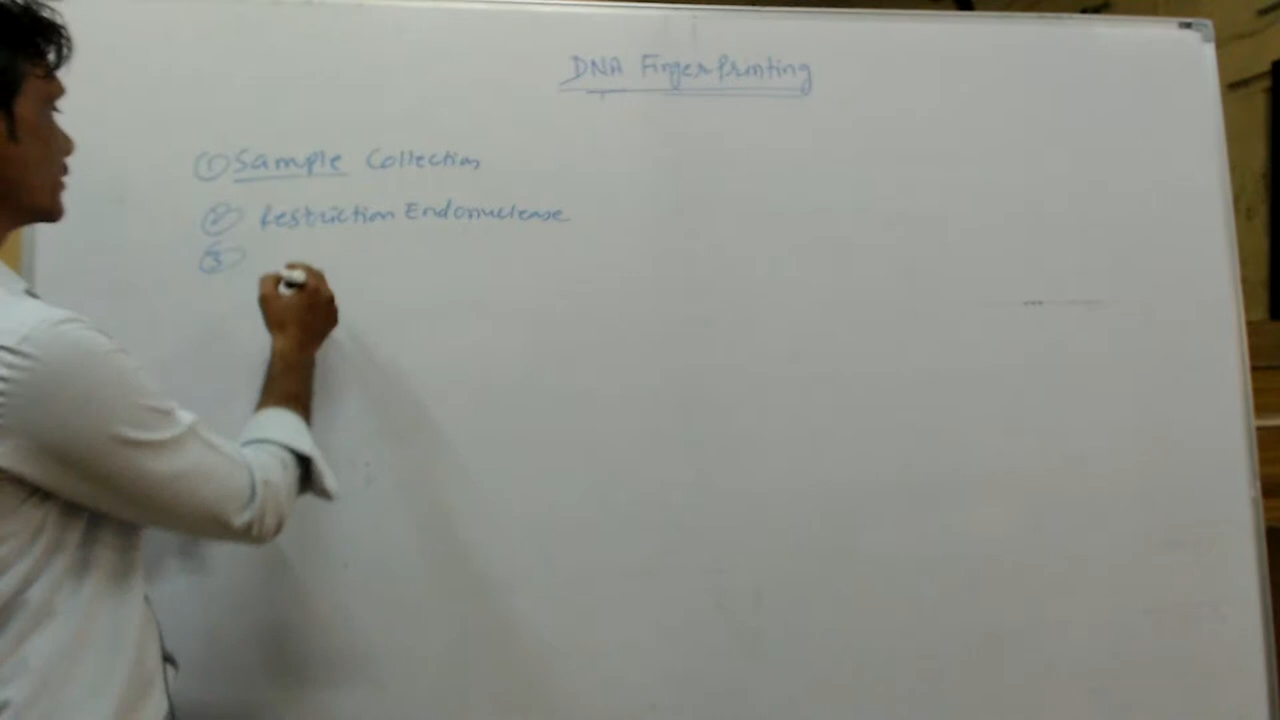 DNA Fingerprinting
① Sample Collection
② Restriction Endonuclease
③